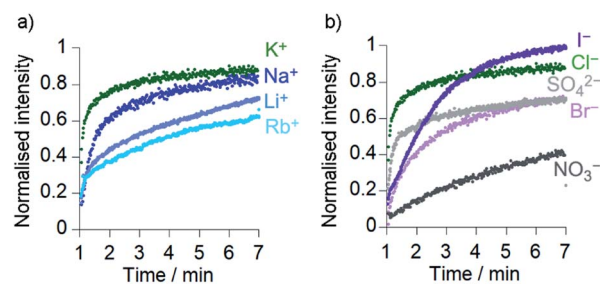 a)
Normalised intensity
1
0.8
0.6
0.4
0.2
0
K⁺
Na⁺
Li⁺
Rb⁺
1 2 3 4 5 6 7
Time / min
b)
Normalised intensity
1
0.8
0.6
0.4
0.2
0
I⁻
Cl⁻
SO₄²⁻
Br⁻
NO₃⁻
1 2 3 4 5 6 7
Time / min